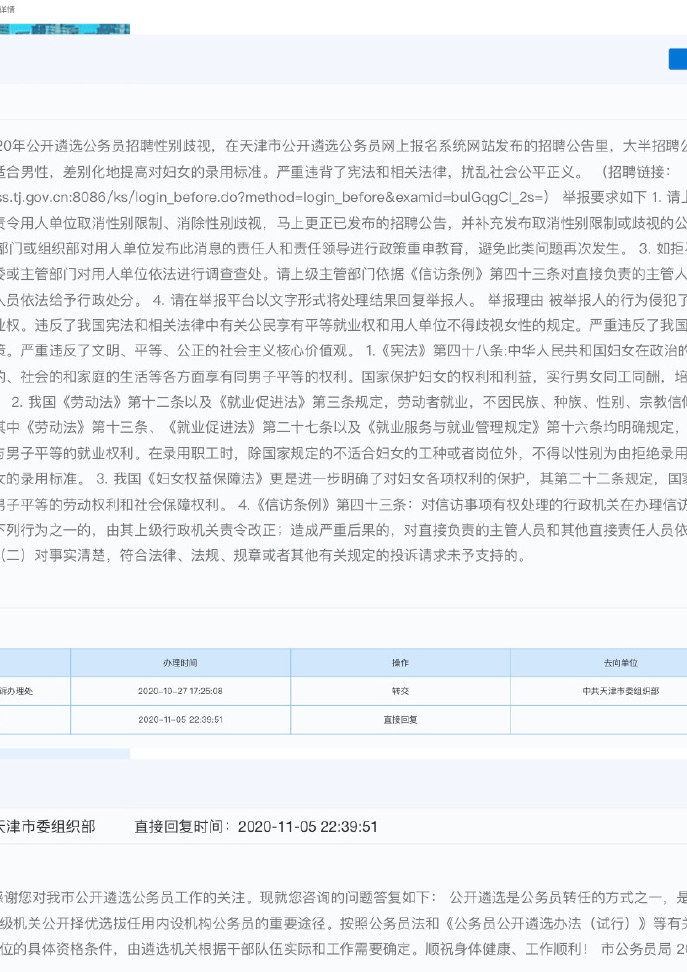 详情
20年公开遴选公务员招聘性别歧视，在天津市公开遴选公务员网上报名系统网站发布的招聘公告里，大半招聘公
适合男性，差别化地提高对妇女的录用标准。严重违背了宪法和相关法律，扰乱社会公平正义。 （招聘链接：
ss.tj.gov.cn:8086/ks/login_before.do?method=login_before&examid=bulGqgCl_2s=） 举报要求如下 1. 请上
责令用人单位取消性别限制、消除性别歧视，马上更正已发布的招聘公告，并补充发布取消性别限制或歧视的公
部门或组织部对用人单位发布此消息的责任人和责任领导进行政策重申教育，避免此类问题再次发生。 3. 如拒
委或主管部门对用人单位依法进行调查查处。请上级主管部门依据《信访条例》第四十三条对直接负责的主管人
人员依法给予行政处分。 4. 请在举报平台以文字形式将处理结果回复举报人。 举报理由 被举报人的行为侵犯了
业权。违反了我国宪法和相关法律中有关公民享有平等就业权和用人单位不得歧视女性的规定。严重违反了我国
策。严重违反了文明、平等、公正的社会主义核心价值观。 1.《宪法》第四十八条:中华人民共和国妇女在政治的
的、社会的和家庭的生活等各方面享有同男子平等的权利。国家保护妇女的权利和利益，实行男女同工同酬，培
2. 我国《劳动法》第十二条以及《就业促进法》第三条规定，劳动者就业，不因民族、种族、性别、宗教信仰
其中《劳动法》第十三条、《就业促进法》第二十七条以及《就业服务与就业管理规定》第十六条均明确规定，
与男子平等的就业权利。在录用职工时，除国家规定的不适合妇女的工种或者岗位外，不得以性别为由拒绝录用
女的录用标准。 3. 我国《妇女权益保障法》更是进一步明确了对妇女各项权利的保护，其第二十二条规定，国家
男子平等的劳动权利和社会保障权利。 4.《信访条例》第四十三条：对信访事项有权处理的行政机关在办理信访
下列行为之一的，由其上级行政机关责令改正；造成严重后果的，对直接负责的主管人员和其他直接责任人员依
（二）对事实清楚，符合法律、法规、规章或者其他有关规定的投诉请求未予支持的。
办理时间 操作 去向单位
诉办理处 2020-10-27 17:25:08 转交 中共天津市委组织部
2020-11-05 22:39:51 直接回复
天津市委组织部 直接回复时间：2020-11-05 22:39:51
感谢您对我市公开遴选公务员工作的关注。现就您咨询的问题答复如下： 公开遴选是公务员转任的方式之一，是
级机关公开择优选拔任用内设机构公务员的重要途径。按照公务员法和《公务员公开遴选办法（试行）》等有关
位的具体资格条件，由遴选机关根据干部队伍实际和工作需要确定。顺祝身体健康、工作顺利！ 市公务员局 20